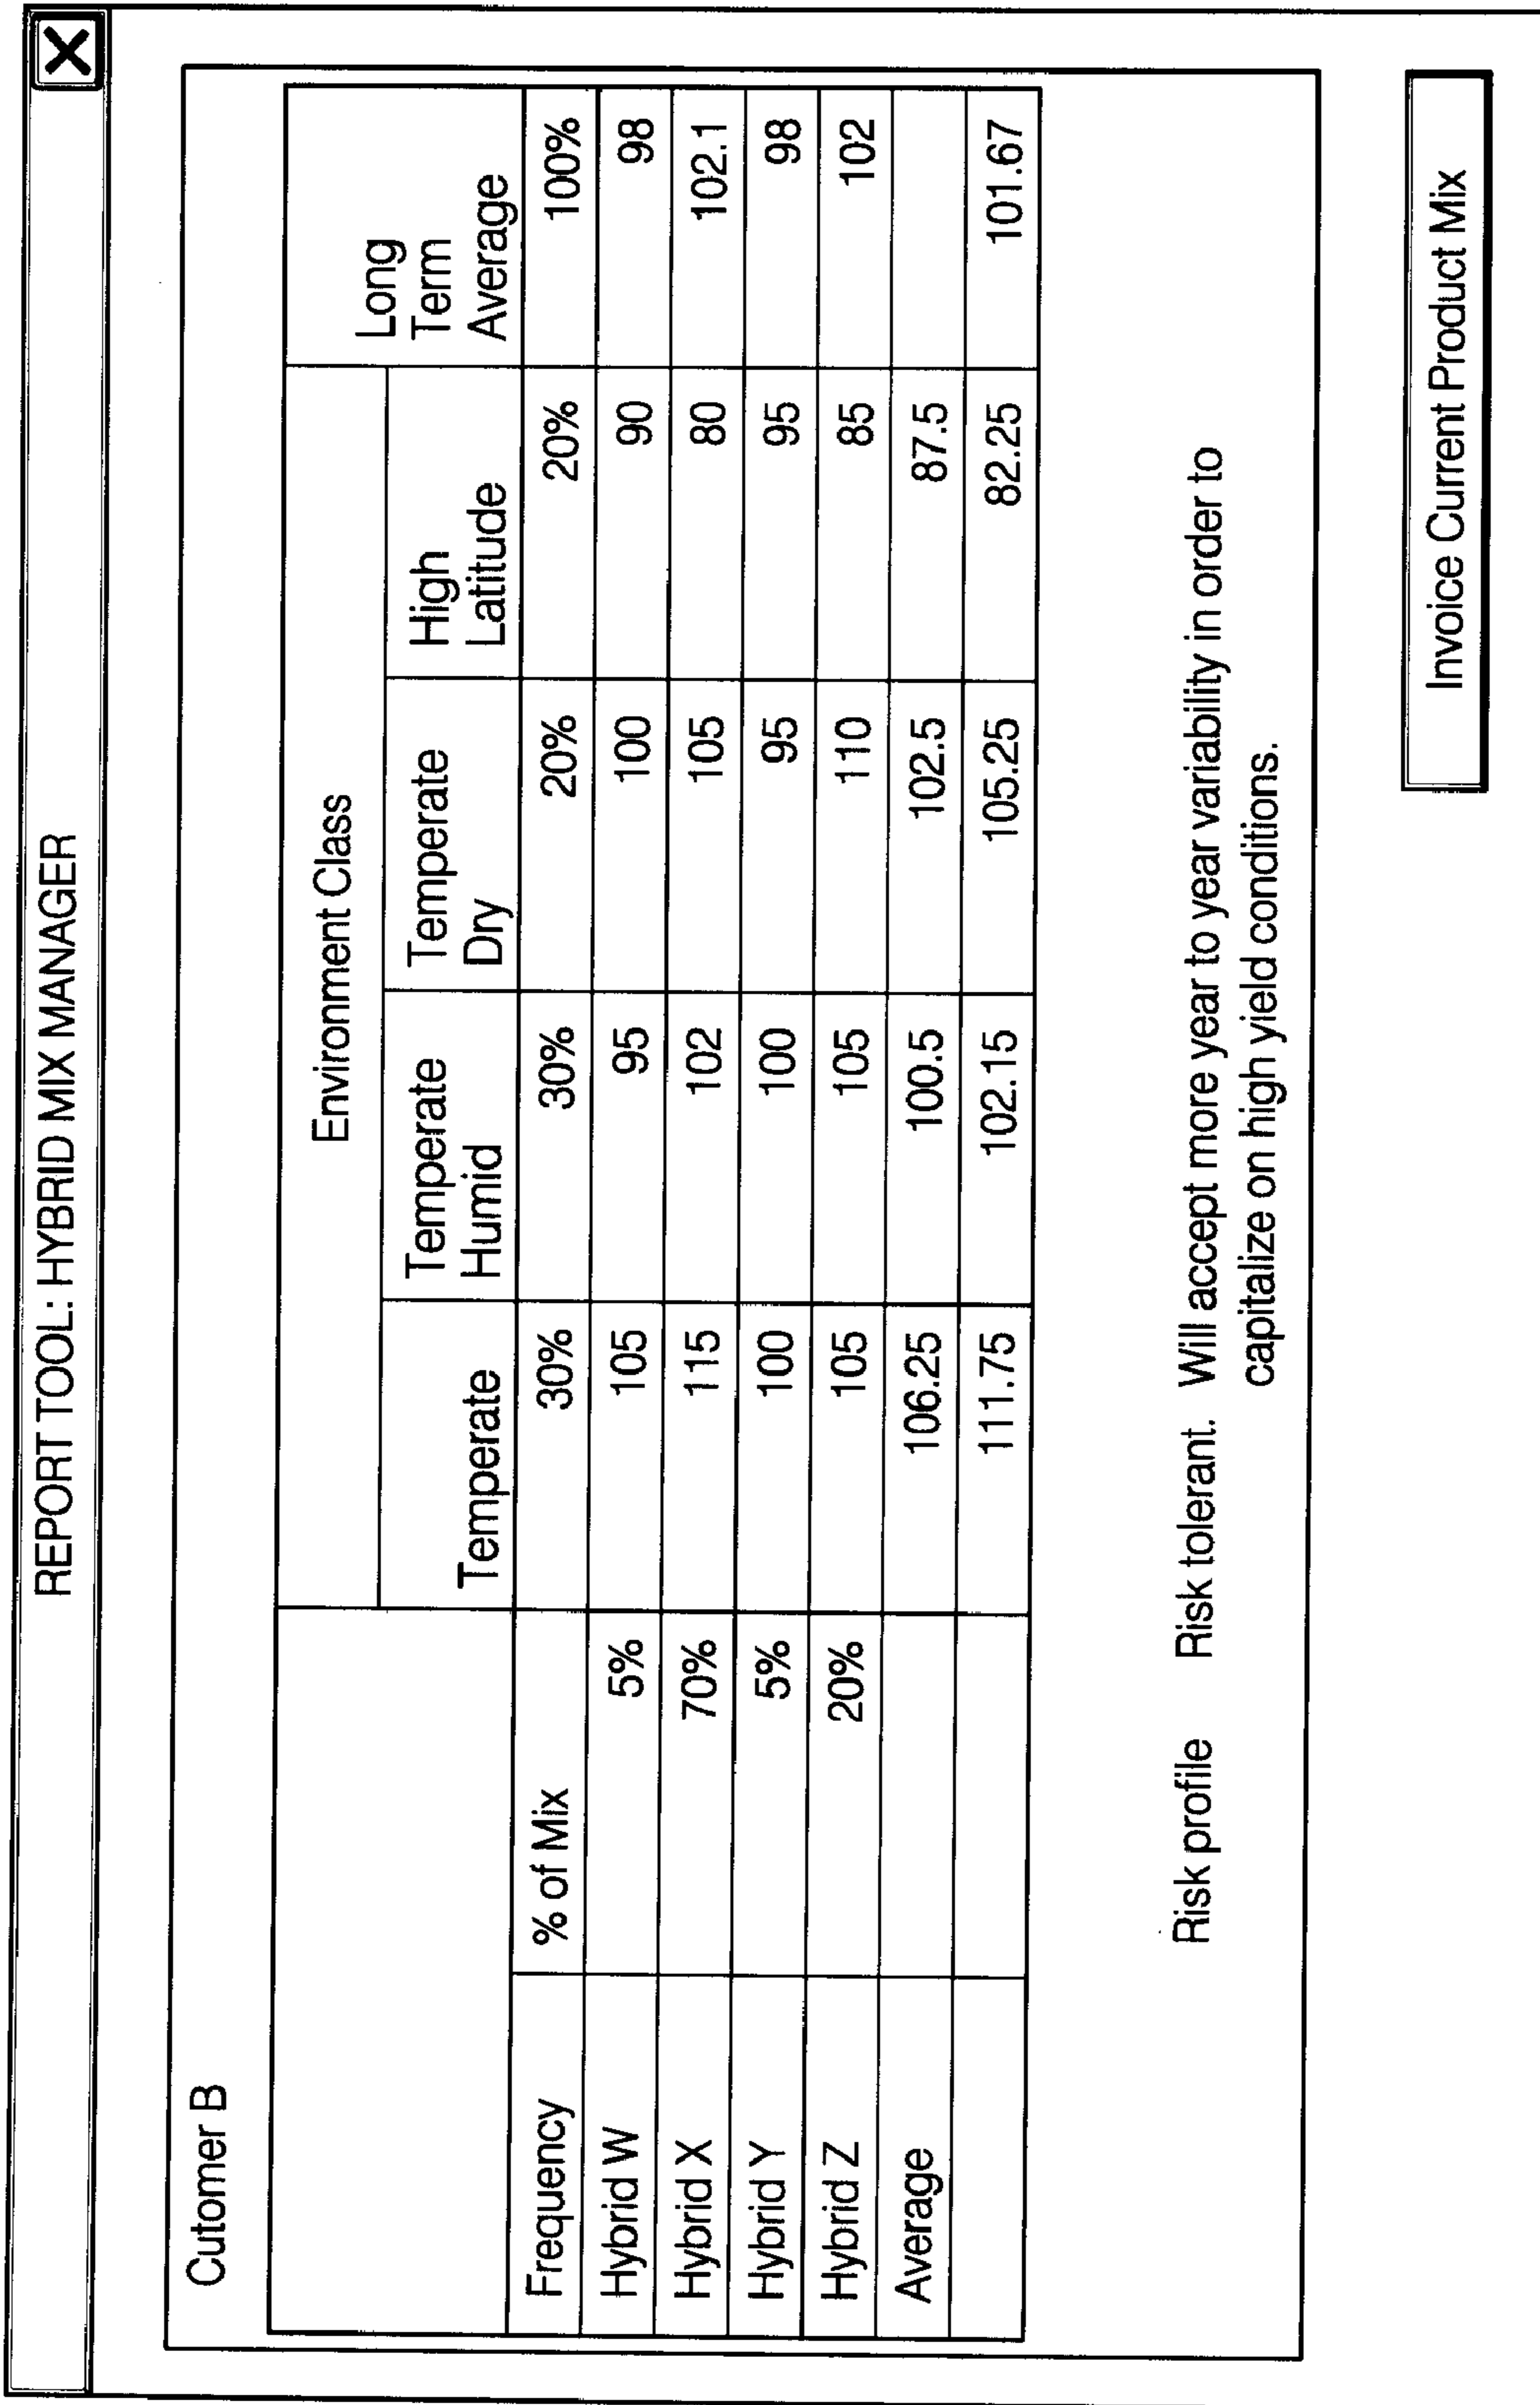 REPORT TOOL: HYBRID MIX MANAGER
X
Cutomer B
Environment Class
Long
Term
Average
Temperate
Temperate
Humid
Temperate
Dry
High
Latitude
Frequency % of Mix 30% 30% 20% 20% 100%
Hybrid W 5% 105 95 100 90 98
Hybrid X 70% 115 102 105 80 102.1
Hybrid Y 5% 100 100 95 95 98
Hybrid Z 20% 105 105 110 85 102
Average 106.25 100.5 102.5 87.5
111.75 102.15 105.25 82.25 101.67
Risk profile Risk tolerant. Will accept more year to year variability in order to
capitalize on high yield conditions.
Invoice Current Product Mix